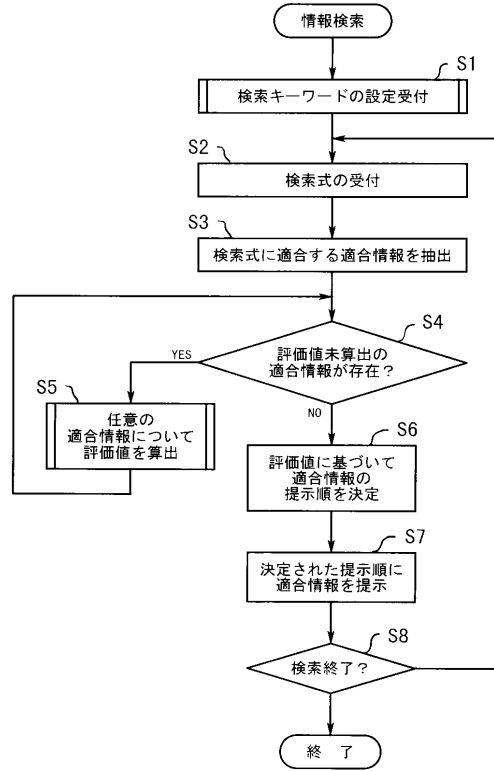 情報検索
S1
検索キーワードの設定受付
S2
検索式の受付
S3
検索式に適合する適合情報を抽出
S4
評価値未算出の
適合情報が存在？
YES
NO
S5
任意の
適合情報について
評価値を算出
S6
評価値に基づいて
適合情報の
提示順を決定
S7
決定された提示順に
適合情報を提示
S8
検索終了？
終 了